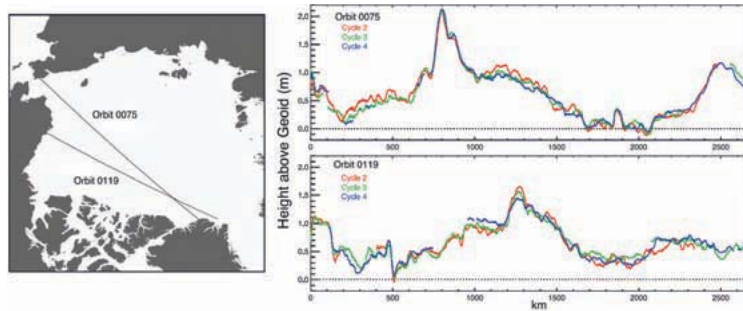 Orbit 0075
Orbit 0119
Height above Geoid (m)
Orbit 0075
Cycle 2
Cycle 3
Cycle 4
2,0
1,5
1,0
0,5
0,0
Orbit 0119
Cycle 2
Cycle 3
Cycle 4
2,0
1,5
1,0
0,5
0,0
0 500 1000 1500 2000 2500
km